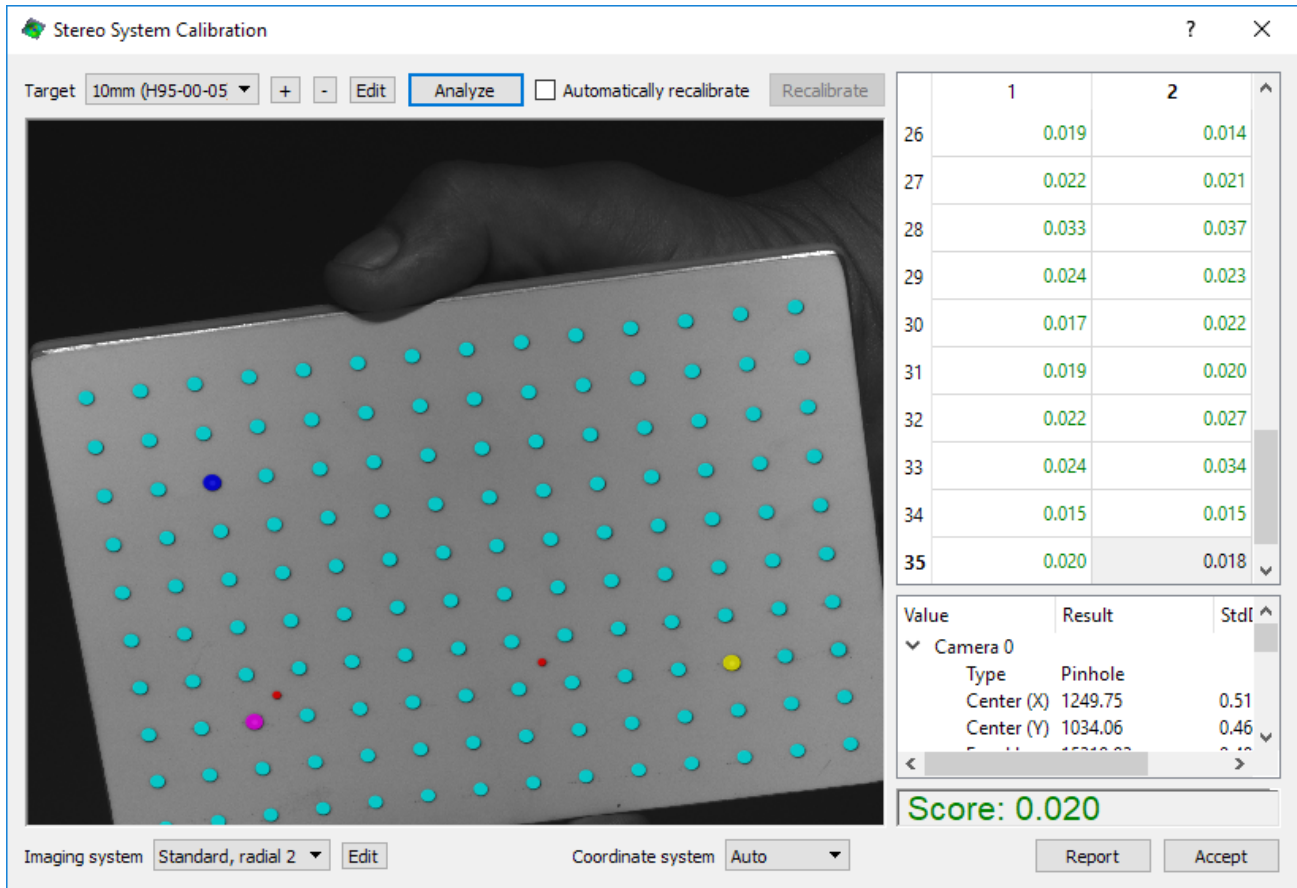 Stereo System Calibration
? ×
Target 10mm (H95-00-05 + - Edit Analyze Automatically recalibrate Recalibrate
1 2
26 0.019 0.014
27 0.022 0.021
28 0.033 0.037
29 0.024 0.023
30 0.017 0.022
31 0.019 0.020
32 0.022 0.027
33 0.024 0.034
34 0.015 0.015
35 0.020 0.018
Value Result
Camera 0
Type Pinhole
Center (X) 1249.75 0.51
Center (Y) 1034.06 0.46
Score: 0.020
Imaging system Standard, radial 2 Edit Coordinate system Auto Report Accept